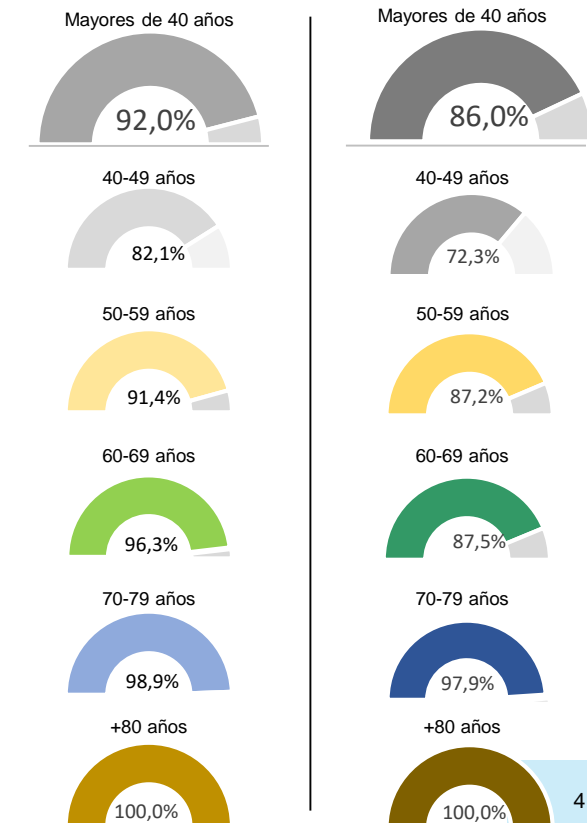 Mayores de 40 años
92,0%
40-49 años
82,1%
50-59 años
91,4%
60-69 años
96,3%
70-79 años
98,9%
+80 años
100,0%
Mayores de 40 años
86,0%
40-49 años
72,3%
50-59 años
87,2%
60-69 años
87,5%
70-79 años
97,9%
+80 años
100,0%
4